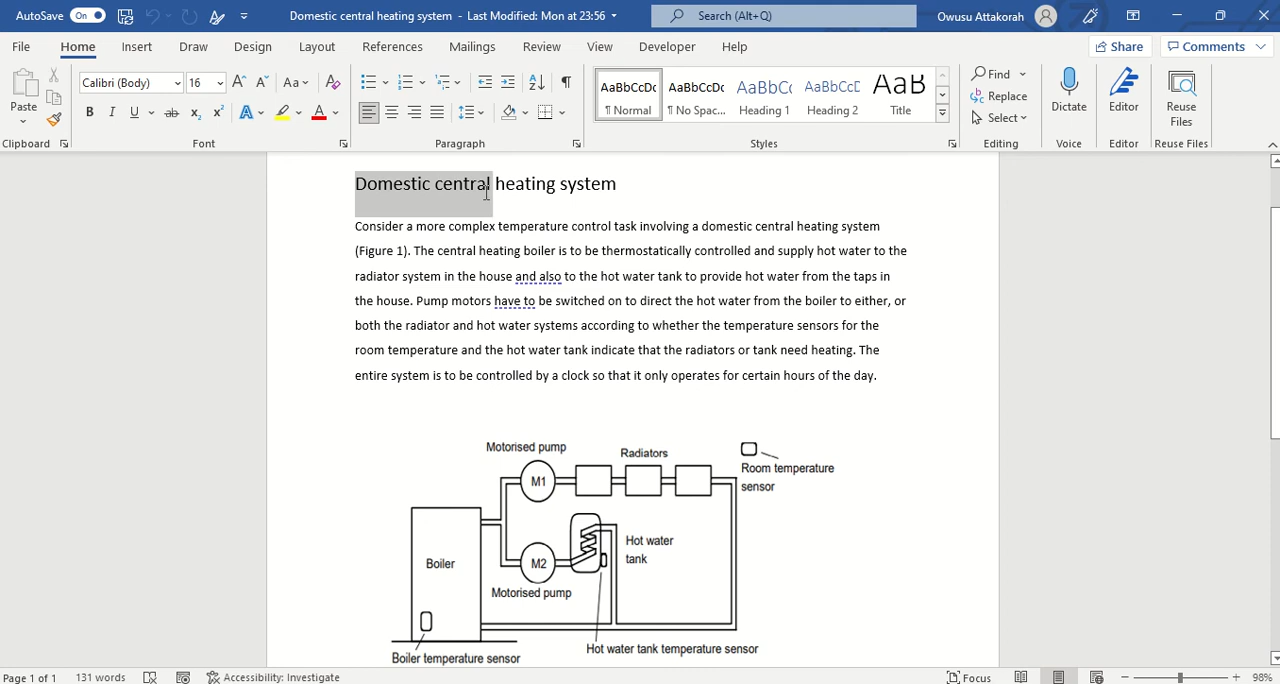 AutoSave On Domestic central heating system - Last Modified: Mon at 23:56 Search (Alt+Q) Owusu Attakorah
File Home Insert Draw Design Layout References Mailings Review View Developer Help Share Comments
Calibri (Body) 16 Aa AaBbCcDc AaBbCcDc AaBbCc AaBbCcD AaB Find
Paste B I U ab ¶ Normal ¶ No Spac... Heading 1 Heading 2 Title Replace Select Dictate Editor Reuse Files
Clipboard Font Paragraph Styles Editing Voice Editor Reuse Files
Domestic central heating system
Consider a more complex temperature control task involving a domestic central heating system
(Figure 1). The central heating boiler is to be thermostatically controlled and supply hot water to the
radiator system in the house and also to the hot water tank to provide hot water from the taps in
the house. Pump motors have to be switched on to direct the hot water from the boiler to either, or
both the radiator and hot water systems according to whether the temperature sensors for the
room temperature and the hot water tank indicate that the radiators or tank need heating. The
entire system is to be controlled by a clock so that it only operates for certain hours of the day.
Motorised pump
Radiators
Room temperature
sensor
M1
Hot water
tank
Boiler
M2
Motorised pump
Hot water tank temperature sensor
Boiler temperature sensor
Page 1 of 1 131 words Accessibility: Investigate Focus 98%